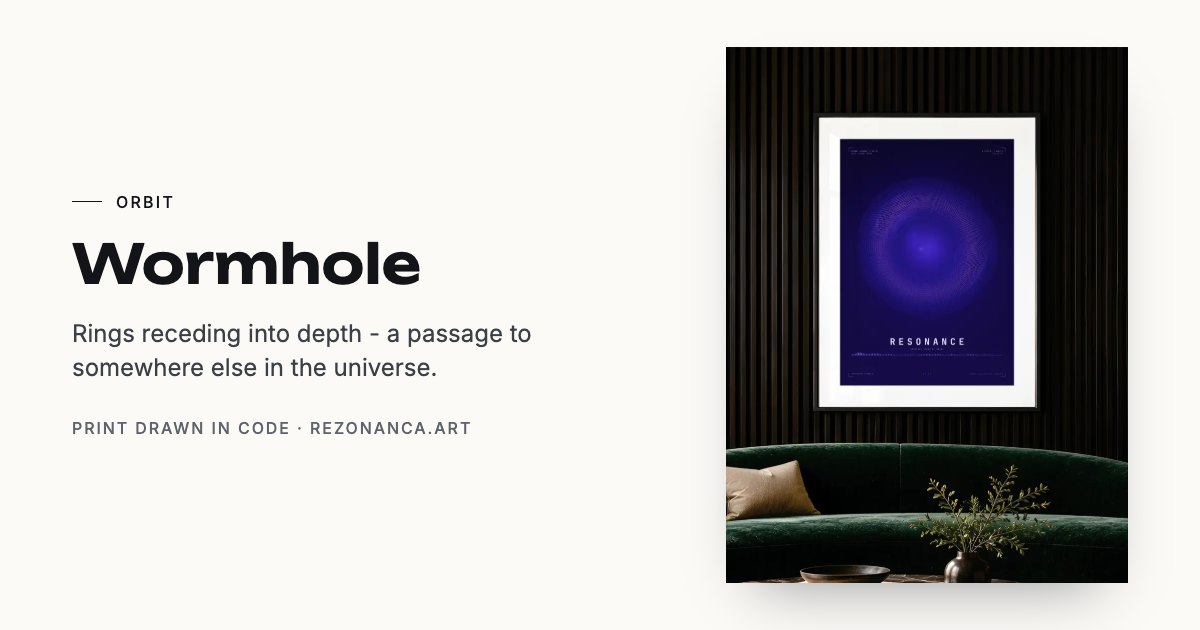 ORBIT
Wormhole
Rings receding into depth - a passage to
somewhere else in the universe.
PRINT DRAWN IN CODE · REZONANCA.ART
RESONANCE